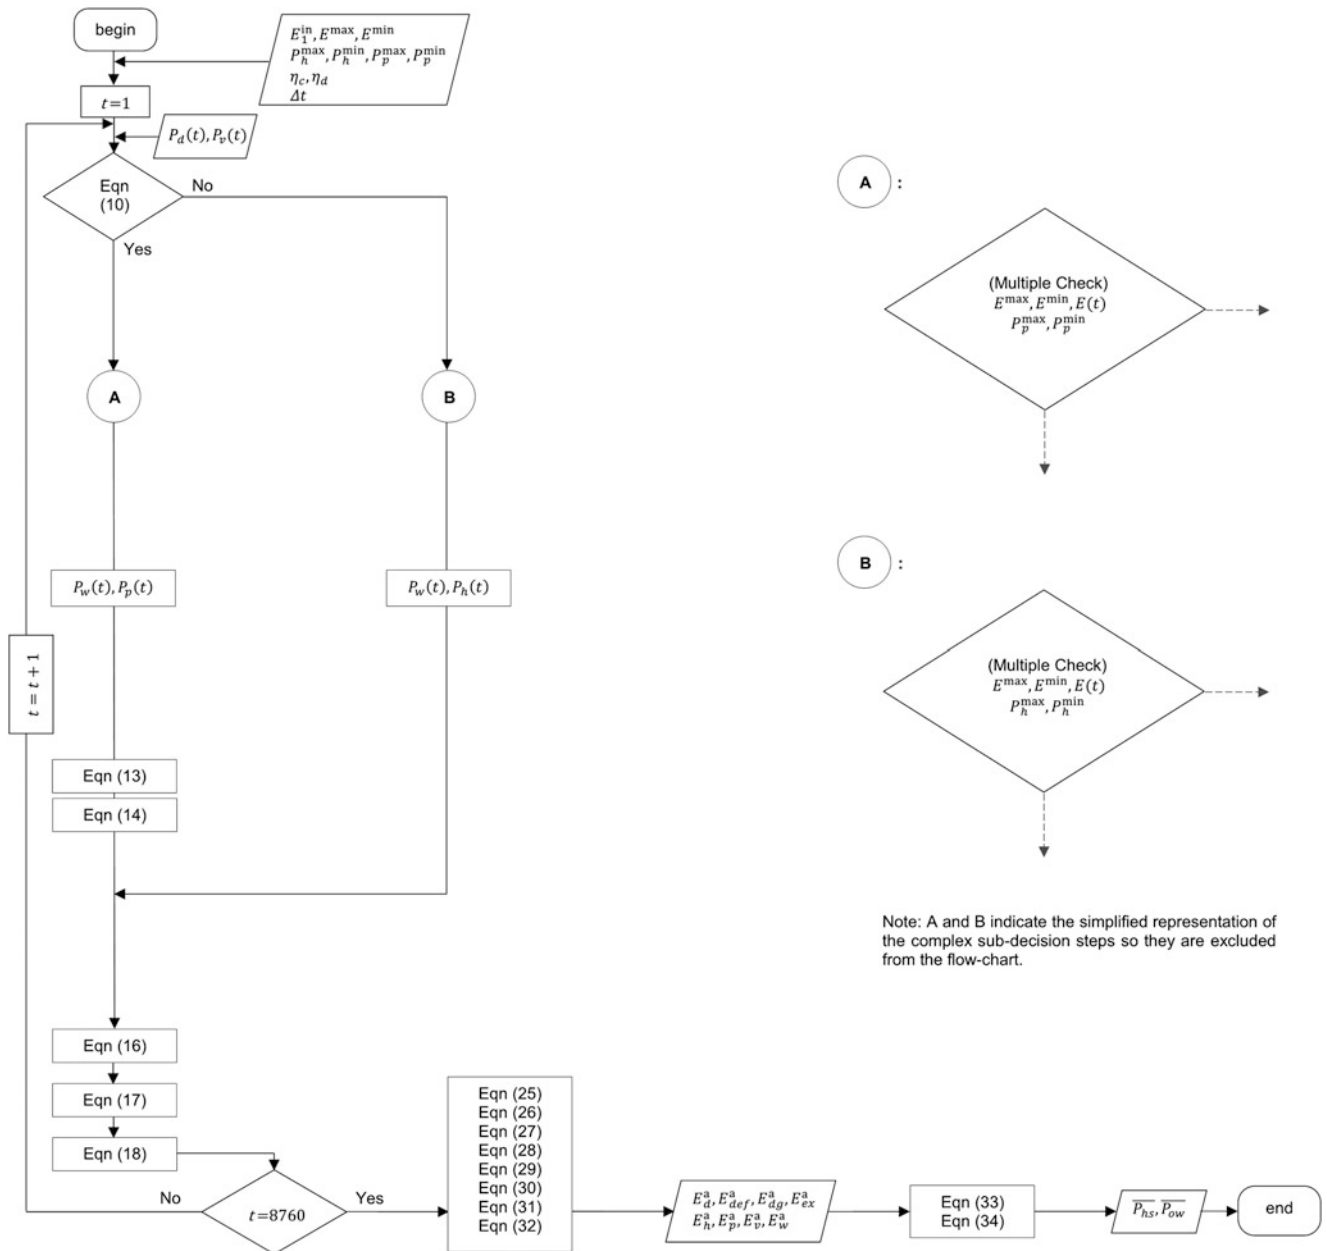 begin
E₁ⁱⁿ, Eᵐᵃˣ, Eᵐⁱⁿ
P_h^max, P_h^min, P_p^max, P_p^min
η_c, η_d
Δt
t=1
P_d(t), P_v(t)
Eqn
(10)
No
Yes
A
B
P_w(t), P_p(t)
P_w(t), P_h(t)
t = t + 1
Eqn (13)
Eqn (14)
Eqn (16)
Eqn (17)
Eqn (18)
No
t=8760
Yes
Eqn (25)
Eqn (26)
Eqn (27)
Eqn (28)
Eqn (29)
Eqn (30)
Eqn (31)
Eqn (32)
E_d^a, E_def^a, E_dg^a, E_ex^a
E_h^a, E_p^a, E_v^a, E_w^a
Eqn (33)
Eqn (34)
P̅_hs, P̅_ow
end
A :
(Multiple Check)
E^max, E^min, E(t)
P_p^max, P_p^min
B :
(Multiple Check)
E^max, E^min, E(t)
P_h^max, P_h^min
Note: A and B indicate the simplified representation of
the complex sub-decision steps so they are excluded
from the flow-chart.